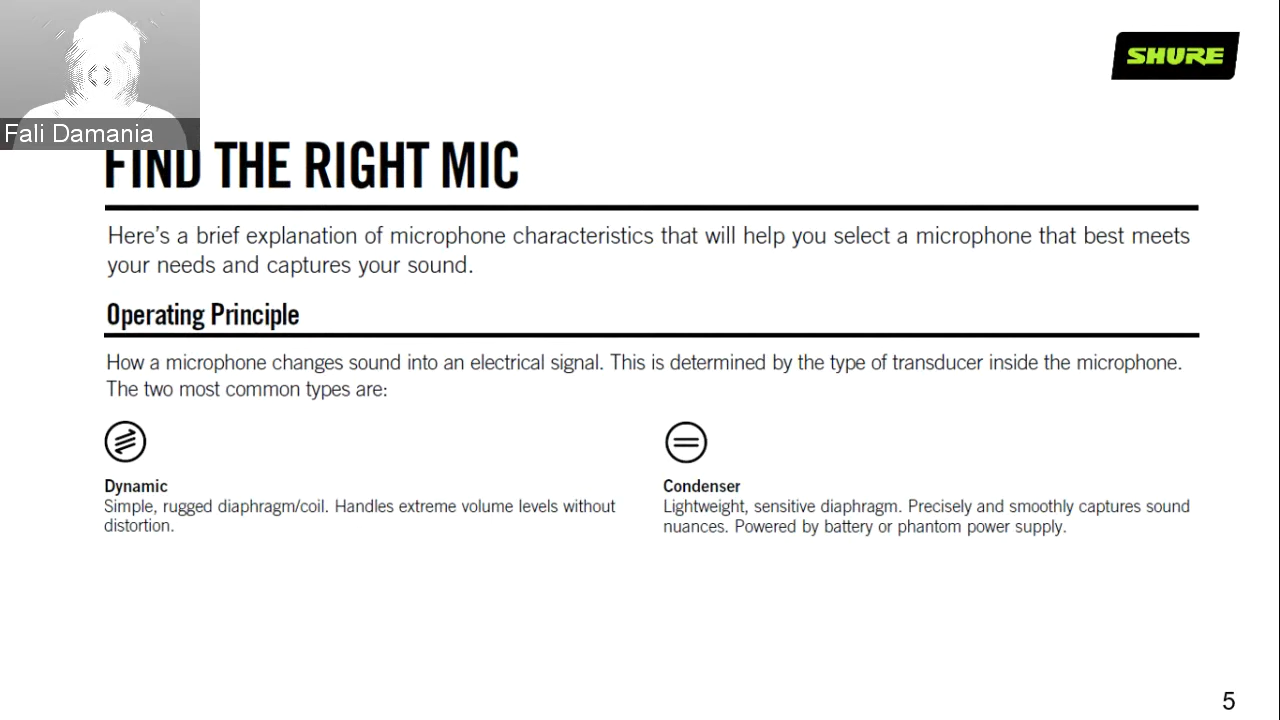 SHURE
Fali Damania
FIND THE RIGHT MIC
Here's a brief explanation of microphone characteristics that will help you select a microphone that best meets
your needs and captures your sound.
Operating Principle
How a microphone changes sound into an electrical signal. This is determined by the type of transducer inside the microphone.
The two most common types are:
Dynamic
Simple, rugged diaphragm/coil. Handles extreme volume levels without
distortion.
Condenser
Lightweight, sensitive diaphragm. Precisely and smoothly captures sound
nuances. Powered by battery or phantom power supply.
5